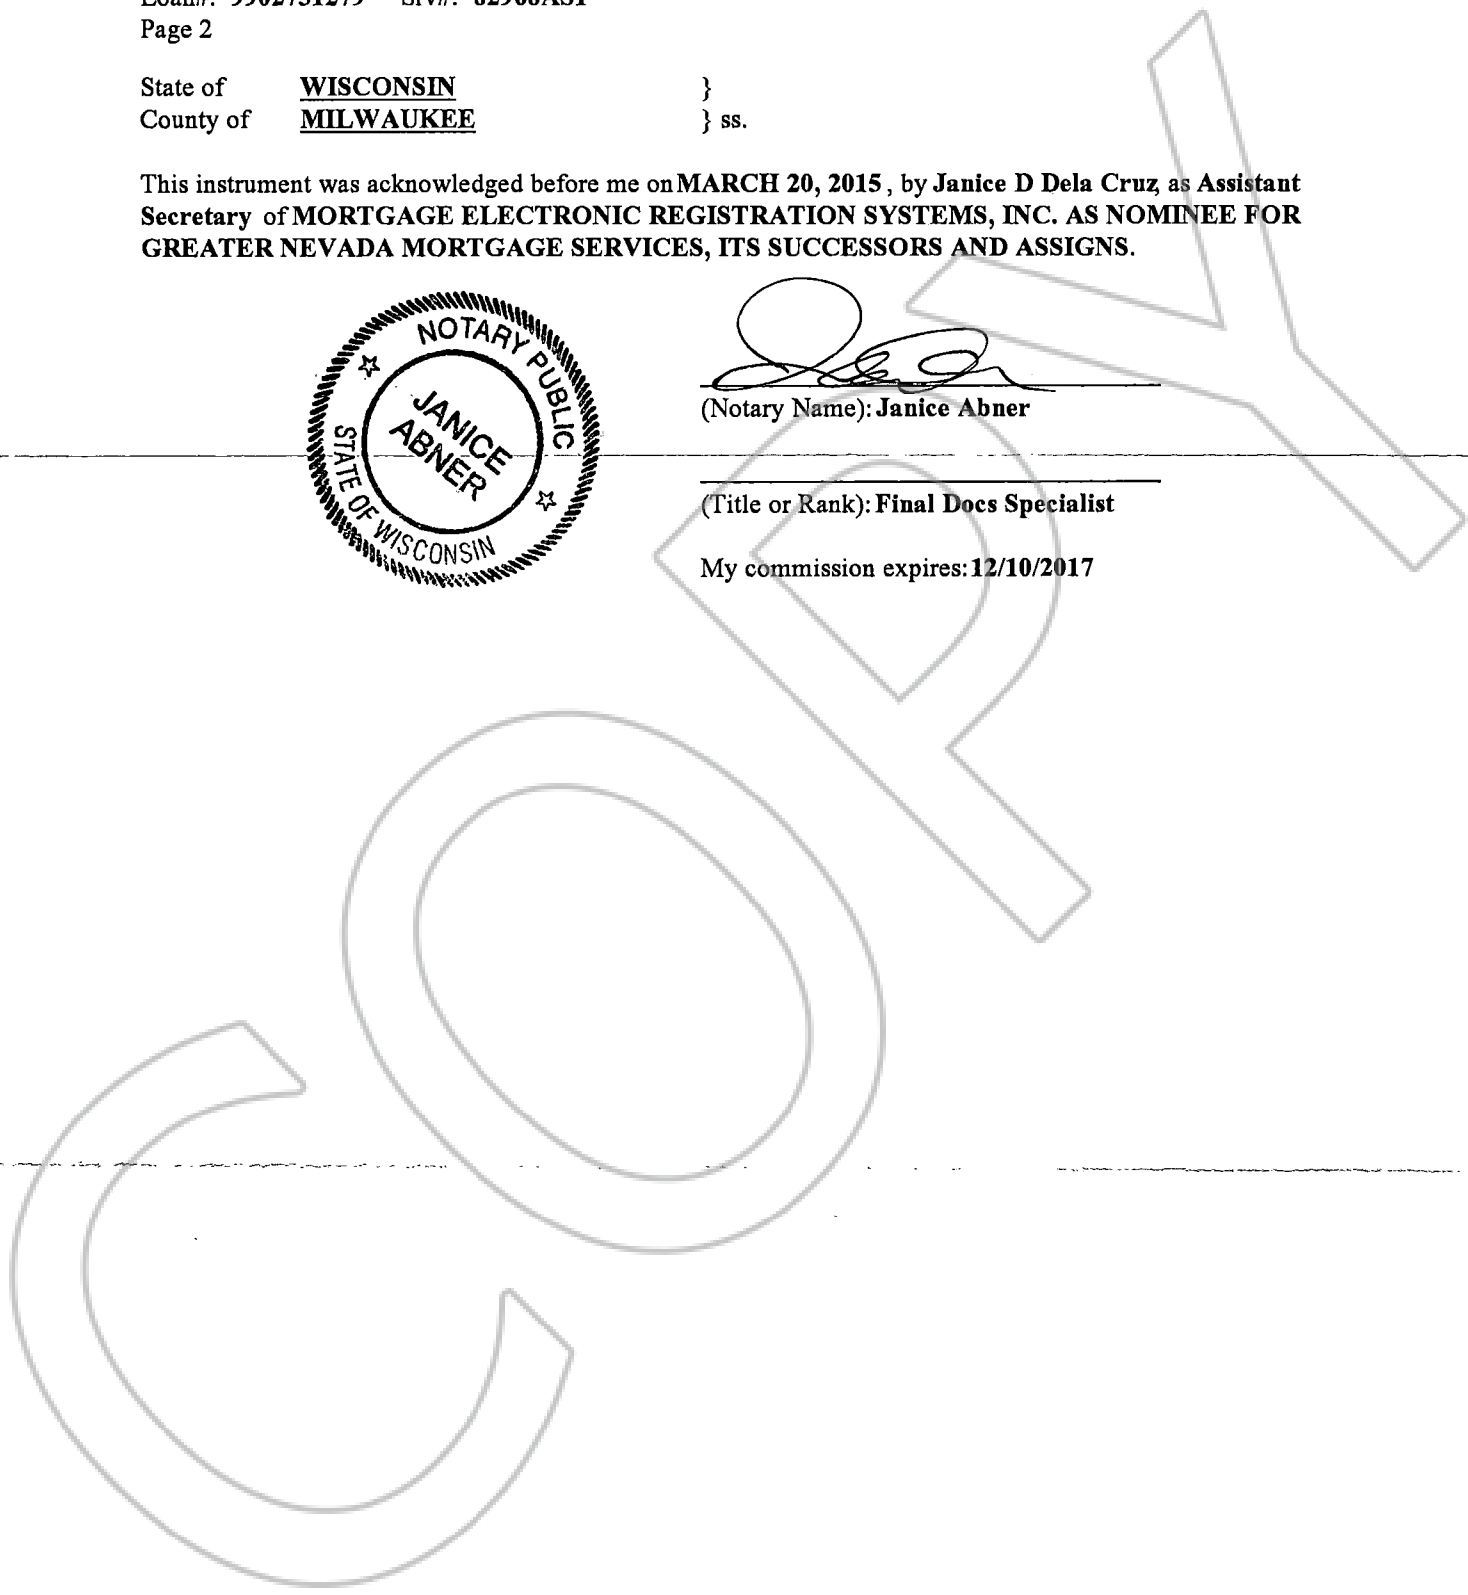 Page 2
State of WISCONSIN }
County of MILWAUKEE } ss.
This instrument was acknowledged before me on MARCH 20, 2015, by Janice D Dela Cruz, as Assistant
Secretary of MORTGAGE ELECTRONIC REGISTRATION SYSTEMS, INC. AS NOMINEE FOR
GREATER NEVADA MORTGAGE SERVICES, ITS SUCCESSORS AND ASSIGNS.
NOTARY PUBLIC
JANICE
ABNER
STATE OF WISCONSIN
(Notary Name): Janice Abner
(Title or Rank): Final Docs Specialist
My commission expires: 12/10/2017
COPY